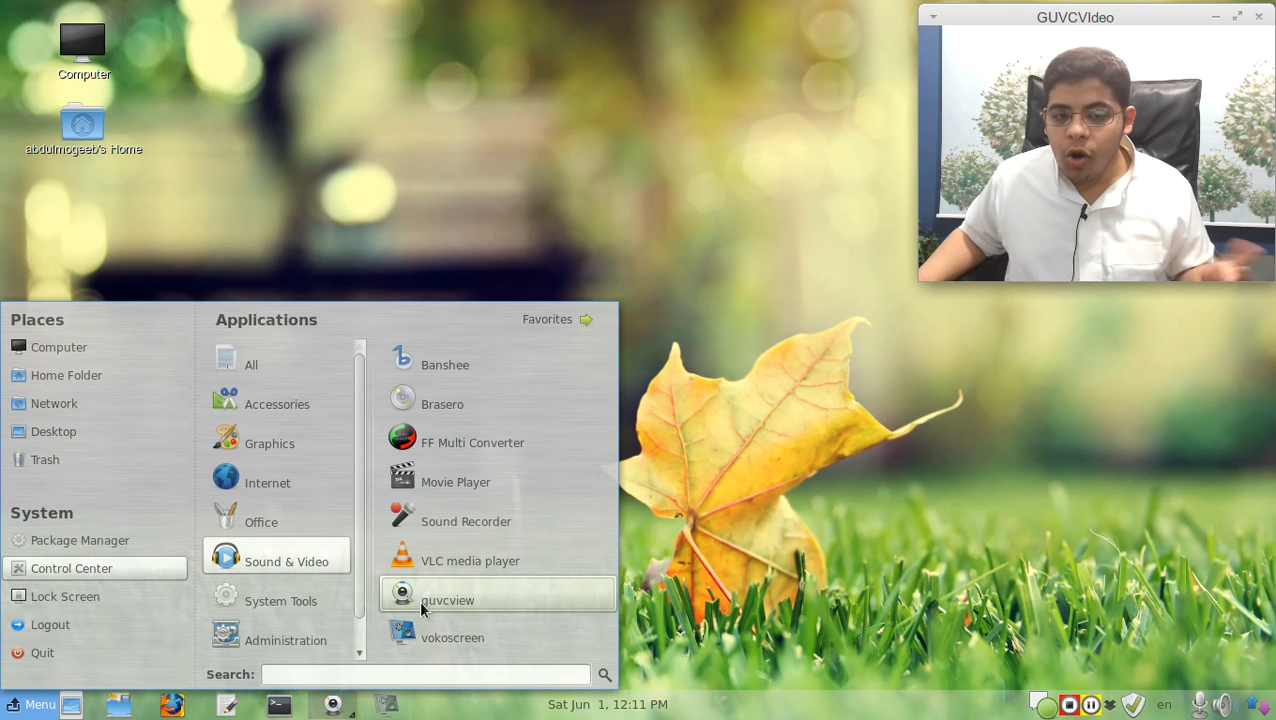 GUVCVIdeo
Computer
abdulmogeeb's Home
Places
Computer
Home Folder
Network
Desktop
Trash
System
Package Manager
Control Center
Lock Screen
Logout
Quit
Applications
Favorites
All
Accessories
Graphics
Internet
Office
Sound & Video
System Tools
Administration
Banshee
Brasero
FF Multi Converter
Movie Player
Sound Recorder
VLC media player
guvcview
vokoscreen
Search:
Menu
Sat Jun 1, 12:11 PM
en